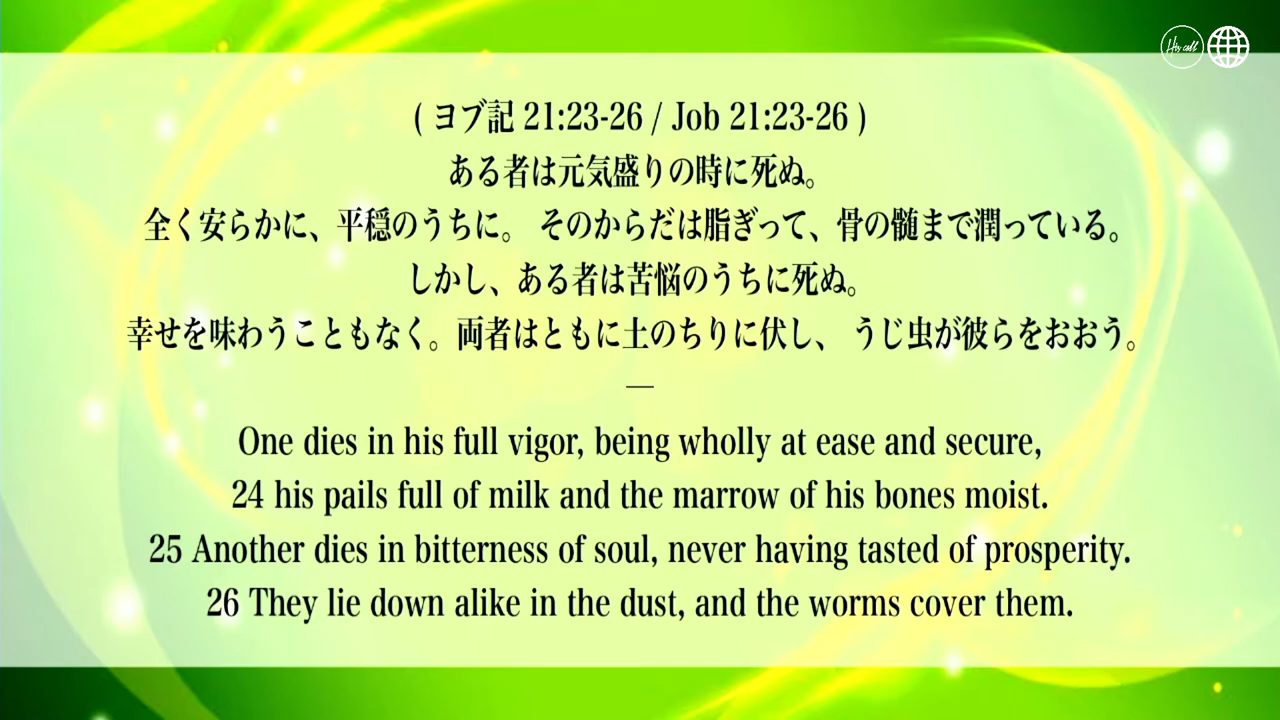 His call
( ヨブ記 21:23-26 / Job 21:23-26 )
ある者は元気盛りの時に死ぬ。
全く安らかに、平穏のうちに。 そのからだは脂ぎって、骨の髄まで潤っている。
しかし、ある者は苦悩のうちに死ぬ。
幸せを味わうこともなく。両者はともに土のちりに伏し、 うじ虫が彼らをおおう。
—
One dies in his full vigor, being wholly at ease and secure,
24 his pails full of milk and the marrow of his bones moist.
25 Another dies in bitterness of soul, never having tasted of prosperity.
26 They lie down alike in the dust, and the worms cover them.